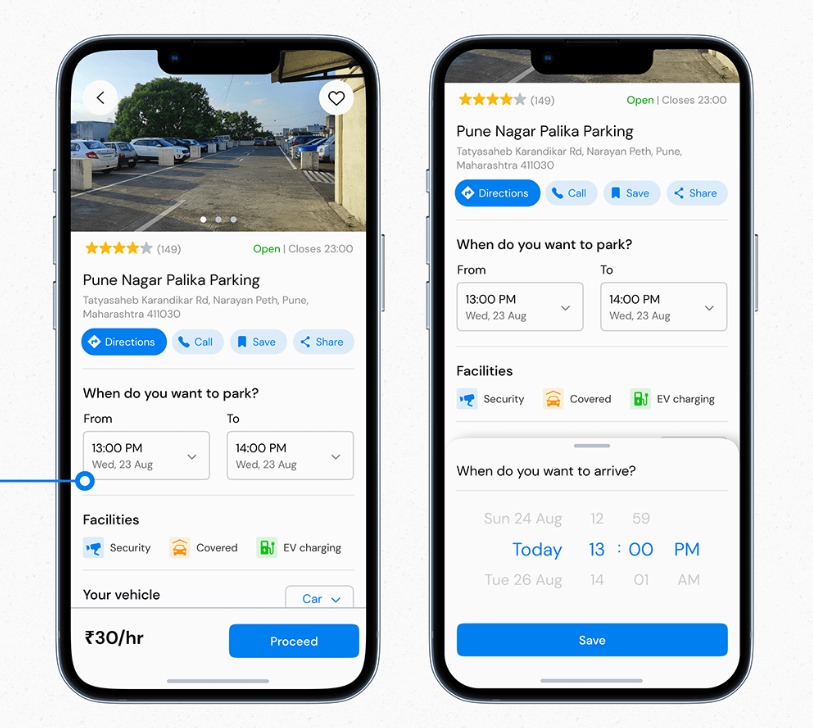 (149)
Open | Closes 23:00
Pune Nagar Palika Parking
Tatyasaheb Karandikar Rd, Narayan Peth, Pune,
Maharashtra 411030
Directions
Call
Save
Share
When do you want to park?
From
To
13:00 PM
Wed, 23 Aug
14:00 PM
Wed, 23 Aug
Facilities
Security
Covered
EV charging
Your vehicle
Car
₹30/hr
Proceed
(149)
Open | Closes 23:00
Pune Nagar Palika Parking
Tatyasaheb Karandikar Rd, Narayan Peth, Pune,
Maharashtra 411030
Directions
Call
Save
Share
When do you want to park?
From
To
13:00 PM
Wed, 23 Aug
14:00 PM
Wed, 23 Aug
Facilities
Security
Covered
EV charging
When do you want to arrive?
Sun 24 Aug 12 59
Today 13 : 00 PM
Tue 26 Aug 14 01 AM
Save